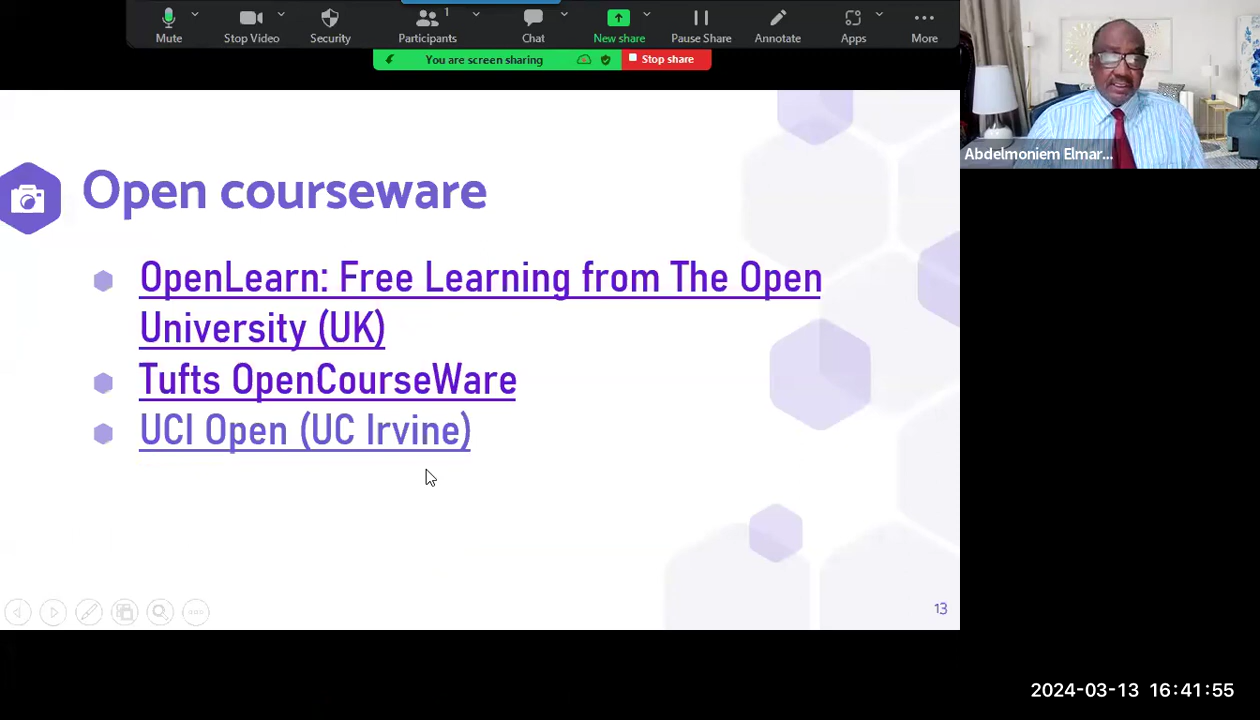 1
Mute
Stop Video
Security
Participants
Chat
New share
Pause Share
Annotate
Apps
More
You are screen sharing
Stop share
Abdelmoniem Elmar...
Open courseware
OpenLearn: Free Learning from The Open
University (UK)
Tufts OpenCourseWare
UCI Open (UC Irvine)
13
2024-03-13 16:41:55